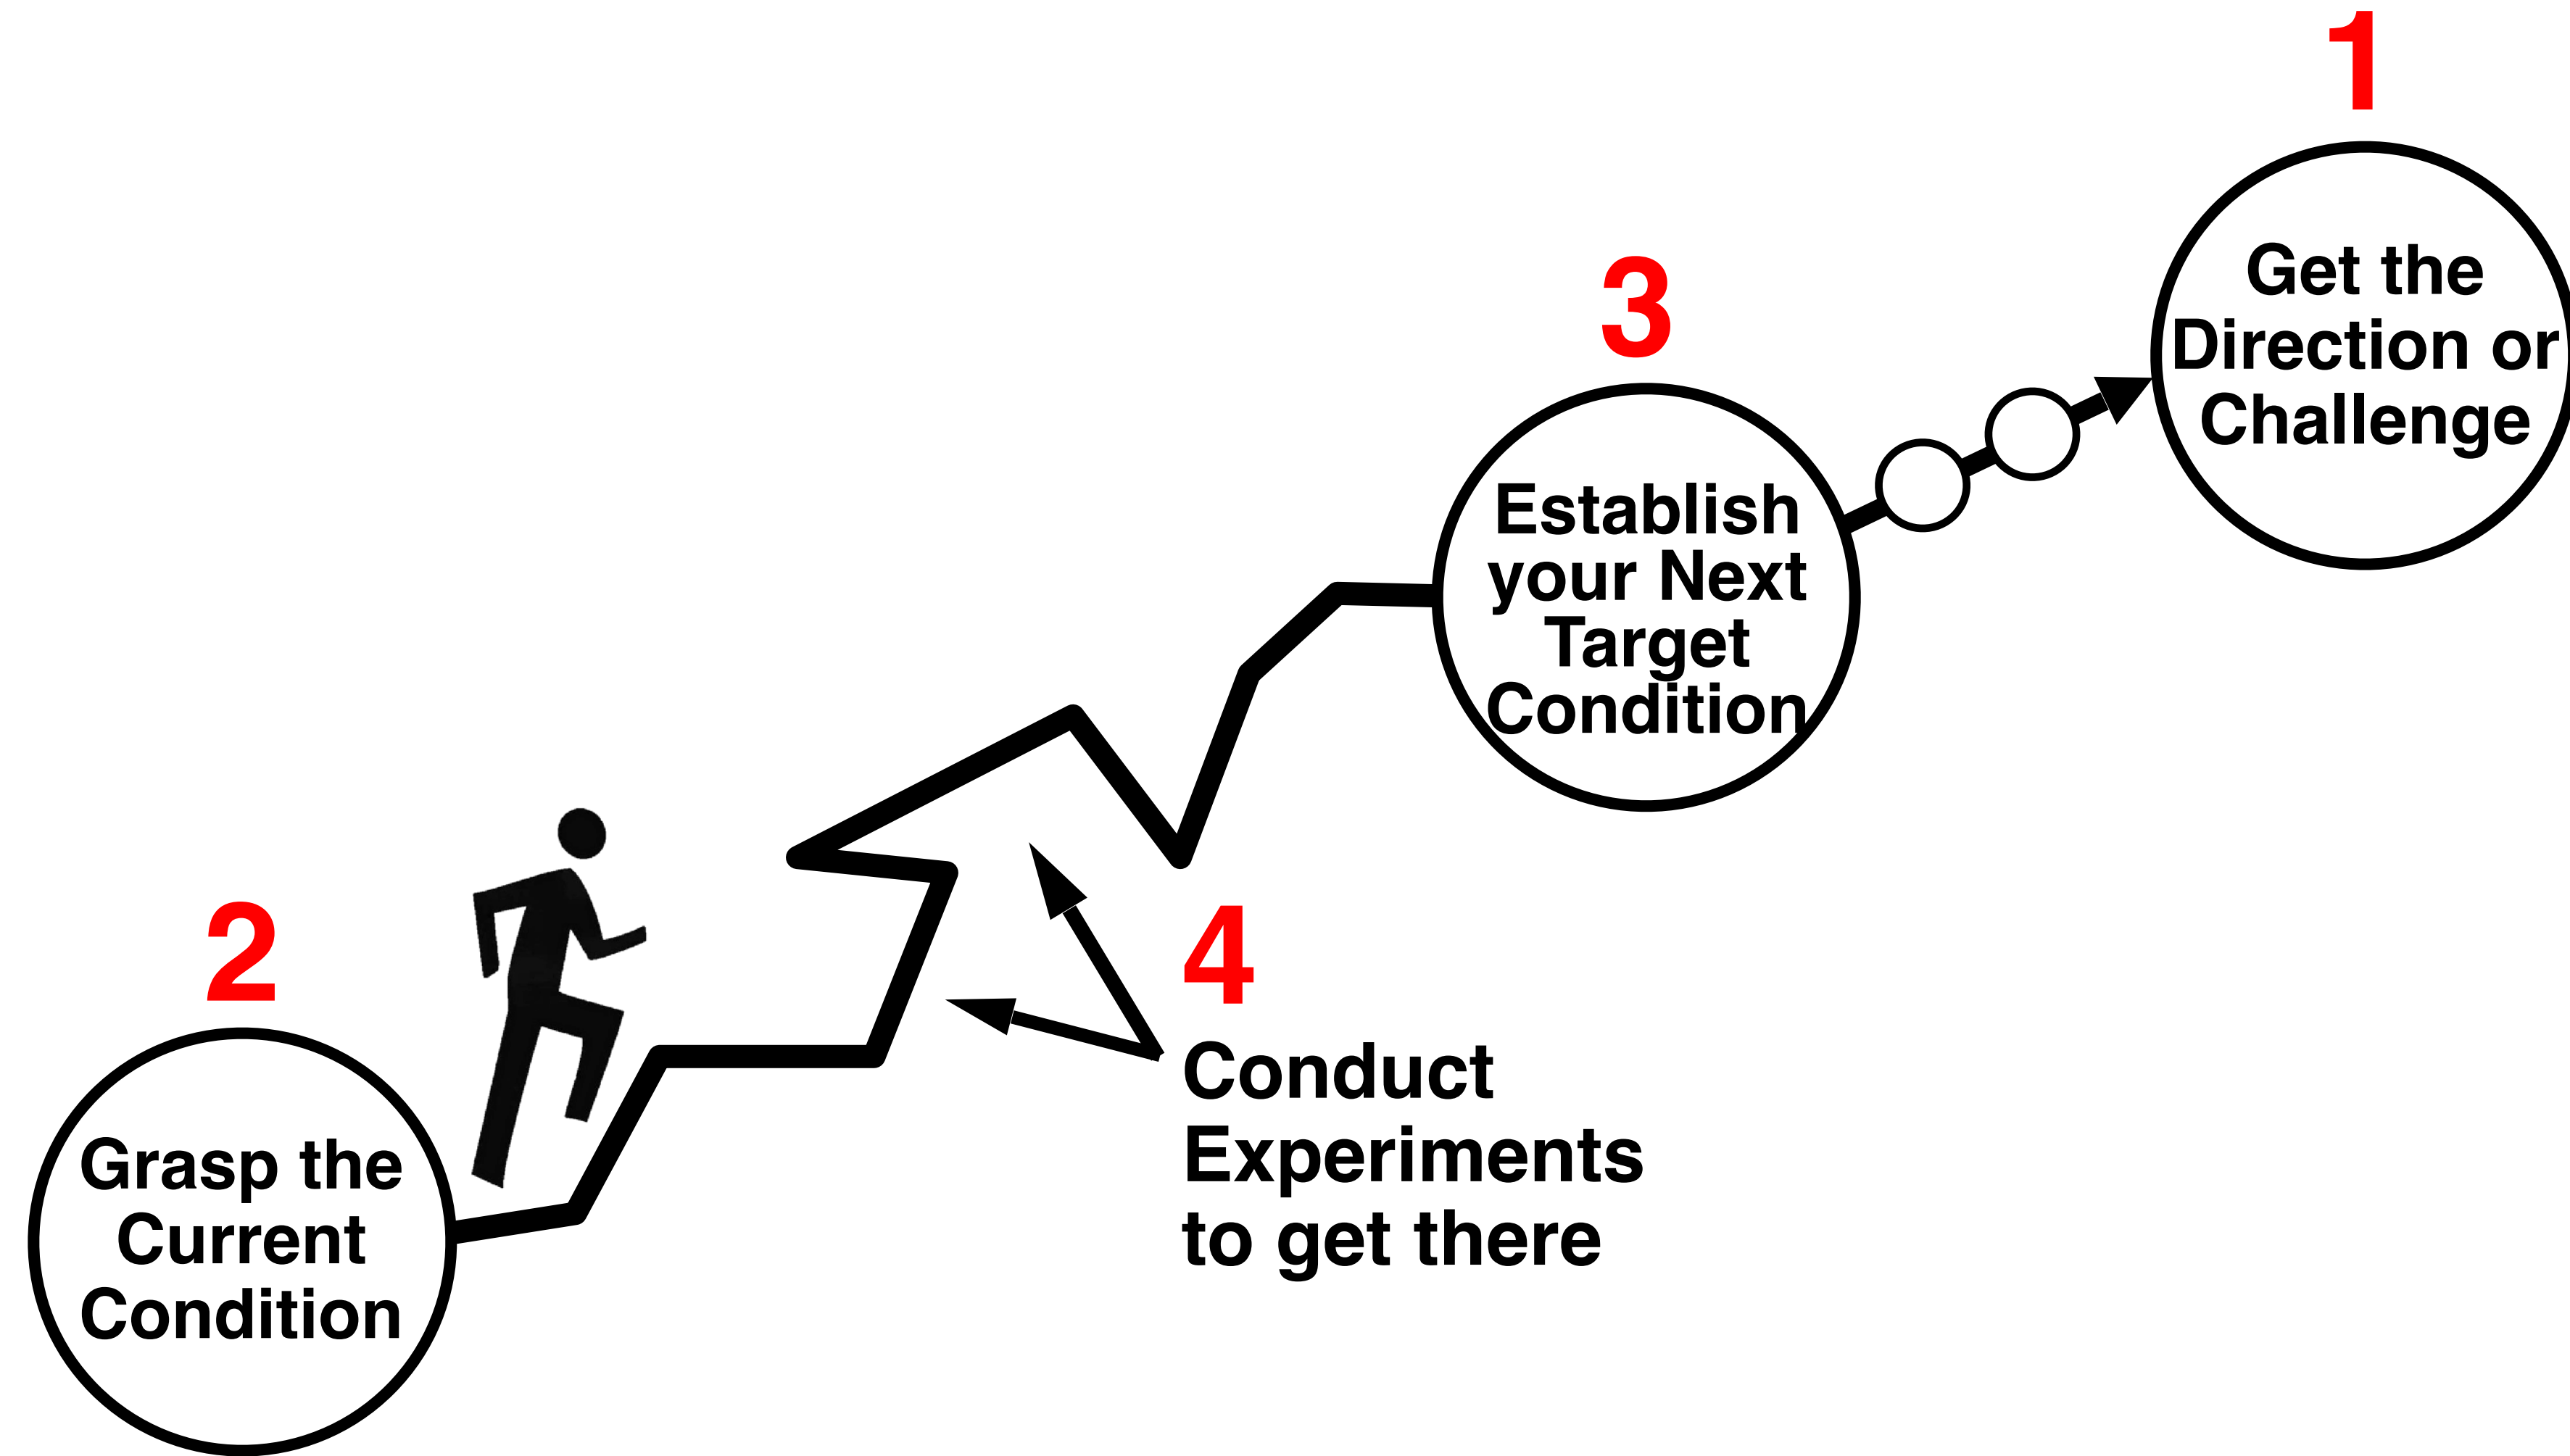 1
Get the
Direction or
Challenge
3
Establish
your Next
Target
Condition
2
Grasp the
Current
Condition
4
Conduct
Experiments
to get there